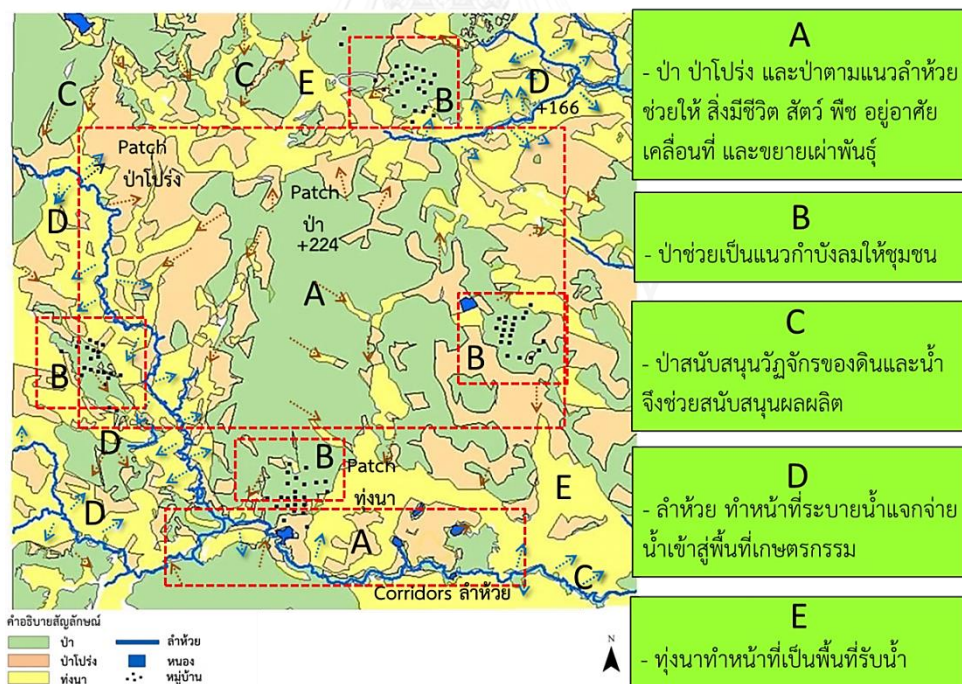 C
C
E
B
D
+166
Patch
ป่าโปร่ง
Patch
ป่า
+224
D
A
B
B
D
B
Patch
ทุ่งนา
E
D
A
C
Corridors ลำห้วย
คำอธิบายสัญลักษณ์
ป่า
ป่าโปร่ง
ทุ่งนา
ลำห้วย
หนอง
หมู่บ้าน
N
A
- ป่า ป่าโปร่ง และป่าตามแนวลำห้วย
ช่วยให้ สิ่งมีชีวิต สัตว์ พืช อยู่อาศัย
เคลื่อนที่ และขยายเผ่าพันธุ์
B
- ป่าช่วยเป็นแนวกำบังลมให้ชุมชน
C
- ป่าสนับสนุนวัฏจักรของดินและน้ำ
จึงช่วยสนับสนุนผลผลิต
D
- ลำห้วย ทำหน้าที่ระบายน้ำแจกจ่าย
น้ำเข้าสู่พื้นที่เกษตรกรรม
E
- ทุ่งนาทำหน้าที่เป็นพื้นที่รับน้ำ